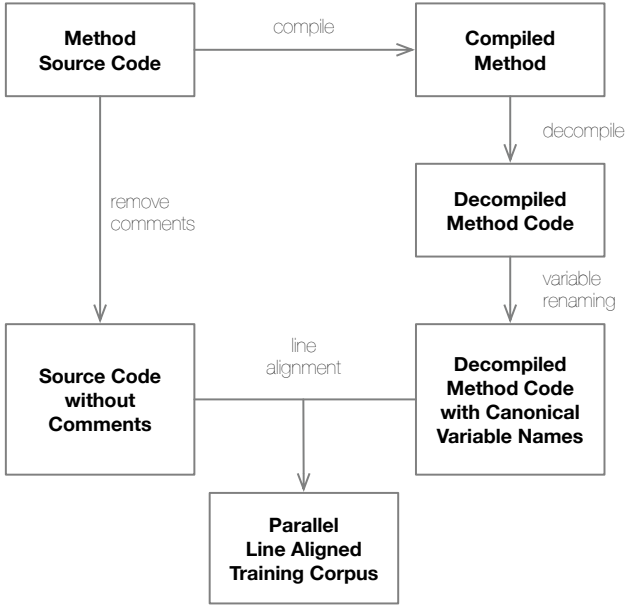 Method
Source Code
compile
Compiled
Method
decompile
Decompiled
Method Code
remove
comments
variable
renaming
Source Code
without
Comments
line
alignment
Decompiled
Method Code
with Canonical
Variable Names
Parallel
Line Aligned
Training Corpus